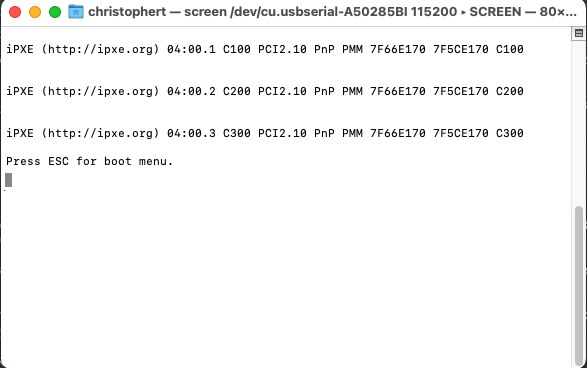 christophert — screen /dev/cu.usbserial-A50285BI 115200 ▸ SCREEN — 80×...
iPXE (http://ipxe.org) 04:00.1 C100 PCI2.10 PnP PMM 7F66E170 7F5CE170 C100
iPXE (http://ipxe.org) 04:00.2 C200 PCI2.10 PnP PMM 7F66E170 7F5CE170 C200
iPXE (http://ipxe.org) 04:00.3 C300 PCI2.10 PnP PMM 7F66E170 7F5CE170 C300
Press ESC for boot menu.